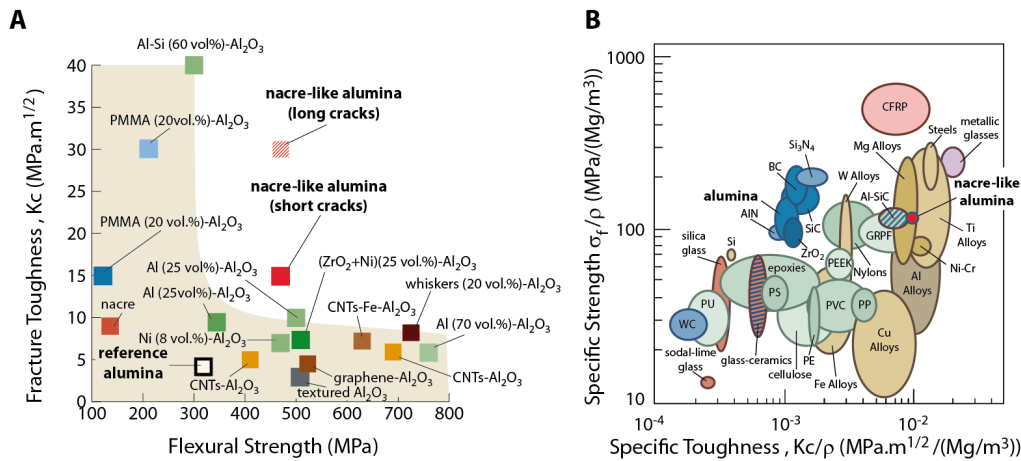 A
Al-Si (60 vol%)-Al2O3
40
35
30
25
20
15
10
5
0
100
200
300
400
500
600
700
800
Fracture Toughness , Kc (MPa.m1/2)
Flexural Strength (MPa)
nacre-like alumina
(long cracks)
PMMA (20vol.%)-Al2O3
nacre-like alumina
(short cracks)
PMMA (20 vol.%)-Al2O3
(ZrO2+Ni)(25 vol.%)-Al2O3
Al (25 vol%)-Al2O3
whiskers (20 vol.%)-Al2O3
Al (25vol%)-Al2O3
CNTs-Fe-Al2O3
nacre
Ni (8 vol.%)-Al2O3
Al (70 vol.%)-Al2O3
reference
alumina
CNTs-Al2O3
graphene-Al2O3
CNTs-Al2O3
textured Al2O3
B
1000
100
10
10-4
10-3
10-2
Specific Strength σf/ρ (MPa/(Mg/m3))
Specific Toughness , Kc/ρ (MPa.m1/2 /(Mg/m3))
CFRP
Steels
metallic
glasses
Mg Alloys
Si3N4
BC
W Alloys
Al-SiC
nacre-like
alumina
alumina
AlN
SiC
GRPF
Ti
Alloys
silica
glass
Si
ZrO2
PEEK
Nylons
Ni-Cr
epoxies
Al
Alloys
PS
PU
PVC
PP
WC
Cu
Alloys
sodal-lime
glass
glass-ceramics
PE
cellulose
Fe Alloys